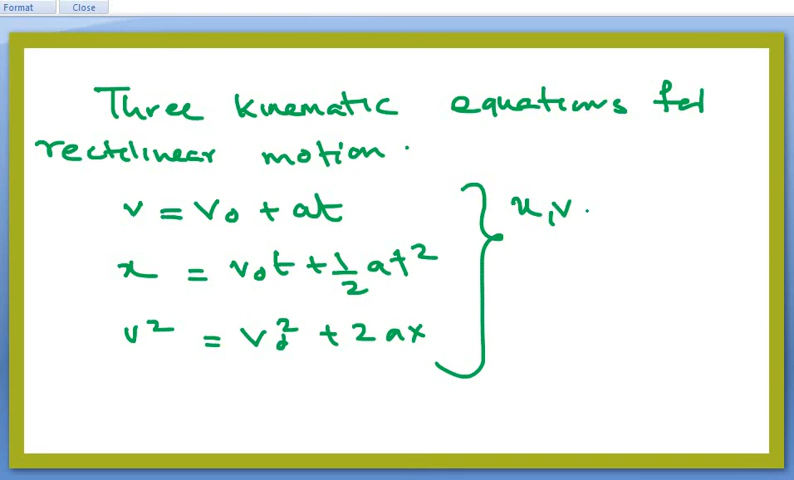 Format Close
Three kinematic equations for
rectilinear motion.
v = v₀ + at
x = v₀t + 1/2 at²
v² = v₀² + 2ax
x, v.